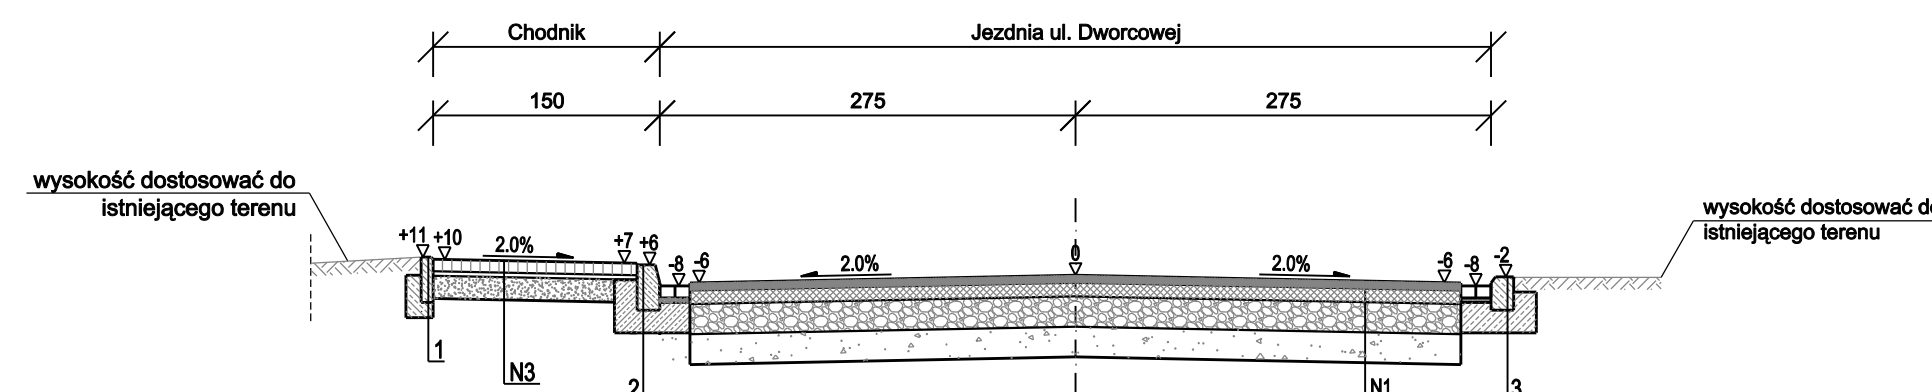 Chodnik
Jezdnia ul. Dworcowej
150
275
275
wysokość dostosować do
istniejącego terenu
wysokość dostosować do
istniejącego terenu
+11
+10
2.0%
+7
+6
-8
-6
2.0%
0
2.0%
-6
-8
-2
1
N3
2
N1
3